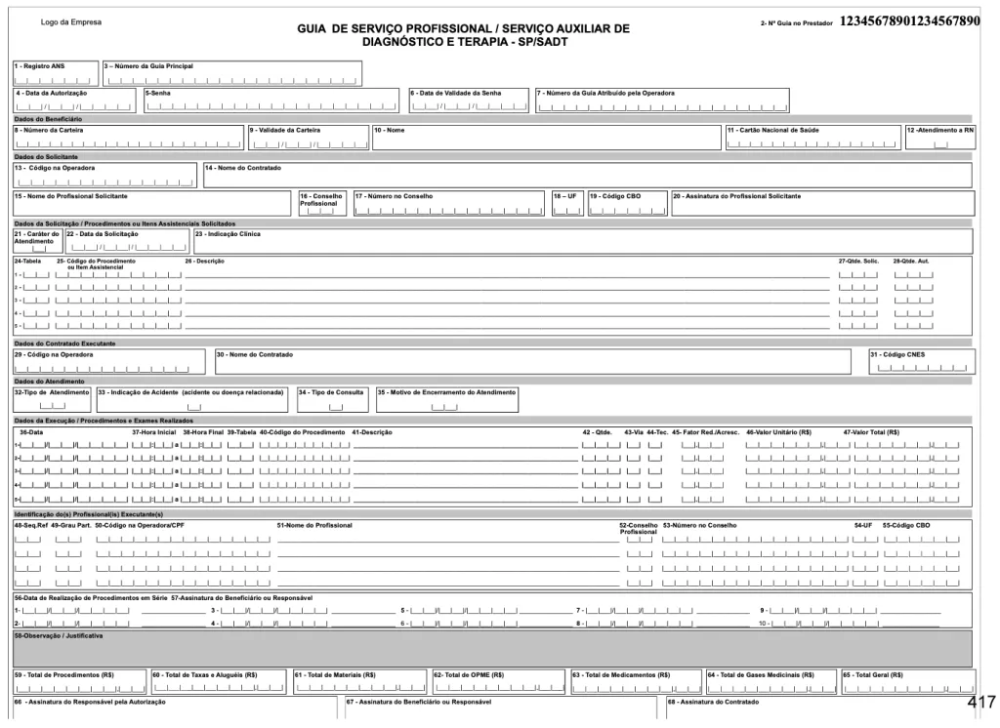 Logo da Empresa
GUIA DE SERVIÇO PROFISSIONAL / SERVIÇO AUXILIAR DE
DIAGNÓSTICO E TERAPIA - SP/SADT
2- Nº Guia no Prestador 12345678901234567890
1 - Registro ANS 3 – Número da Guia Principal
4 - Data da Autorização 5-Senha 6 - Data de Validade da Senha 7 - Número da Guia Atribuído pela Operadora
Dados do Beneficiário
8 - Número da Carteira 9 - Validade da Carteira 10 - Nome 11 - Cartão Nacional de Saúde 12 -Atendimento a RN
Dados do Solicitante
13 - Código na Operadora 14 - Nome do Contratado
15 - Nome do Profissional Solicitante 16 - Conselho Profissional 17 - Número no Conselho 18 – UF 19 - Código CBO 20 - Assinatura do Profissional Solicitante
Dados da Solicitação / Procedimentos ou Itens Assistenciais Solicitados
21 - Caráter do Atendimento 22 - Data da Solicitação 23 - Indicação Clínica
24-Tabela 25- Código do Procedimento ou Item Assistencial 26 - Descrição 27-Qtde. Solic. 28-Qtde. Aut.
1 -
2 -
3 -
4 -
5 -
Dados do Contratado Executante
29 - Código na Operadora 30 - Nome do Contratado 31 - Código CNES
Dados do Atendimento
32-Tipo de Atendimento 33 - Indicação de Acidente (acidente ou doença relacionada) 34 - Tipo de Consulta 35 - Motivo de Encerramento do Atendimento
Dados da Execução / Procedimentos e Exames Realizados
36-Data 37-Hora Inicial 38-Hora Final 39-Tabela 40-Código do Procedimento 41-Descrição 42 - Qtde. 43-Via 44-Tec. 45- Fator Red./Acresc. 46-Valor Unitário (R$) 47-Valor Total (R$)
1- a
2- a
3- a
4- a
5- a
Identificação do(s) Profissional(is) Executante(s)
48-Seq.Ref 49-Grau Part. 50-Código na Operadora/CPF 51-Nome do Profissional 52-Conselho Profissional 53-Número no Conselho 54-UF 55-Código CBO
56-Data de Realização de Procedimentos em Série 57-Assinatura do Beneficiário ou Responsável
1- 3 - 5 - 7 - 9 -
2- 4 - 6 - 8 - 10 -
58-Observação / Justificativa
59 - Total de Procedimentos (R$) 60 - Total de Taxas e Aluguéis (R$) 61 - Total de Materiais (R$) 62- Total de OPME (R$) 63 - Total de Medicamentos (R$) 64 - Total de Gases Medicinais (R$) 65 - Total Geral (R$)
66 - Assinatura do Responsável pela Autorização 67 - Assinatura do Beneficiário ou Responsável 68 - Assinatura do Contratado
417